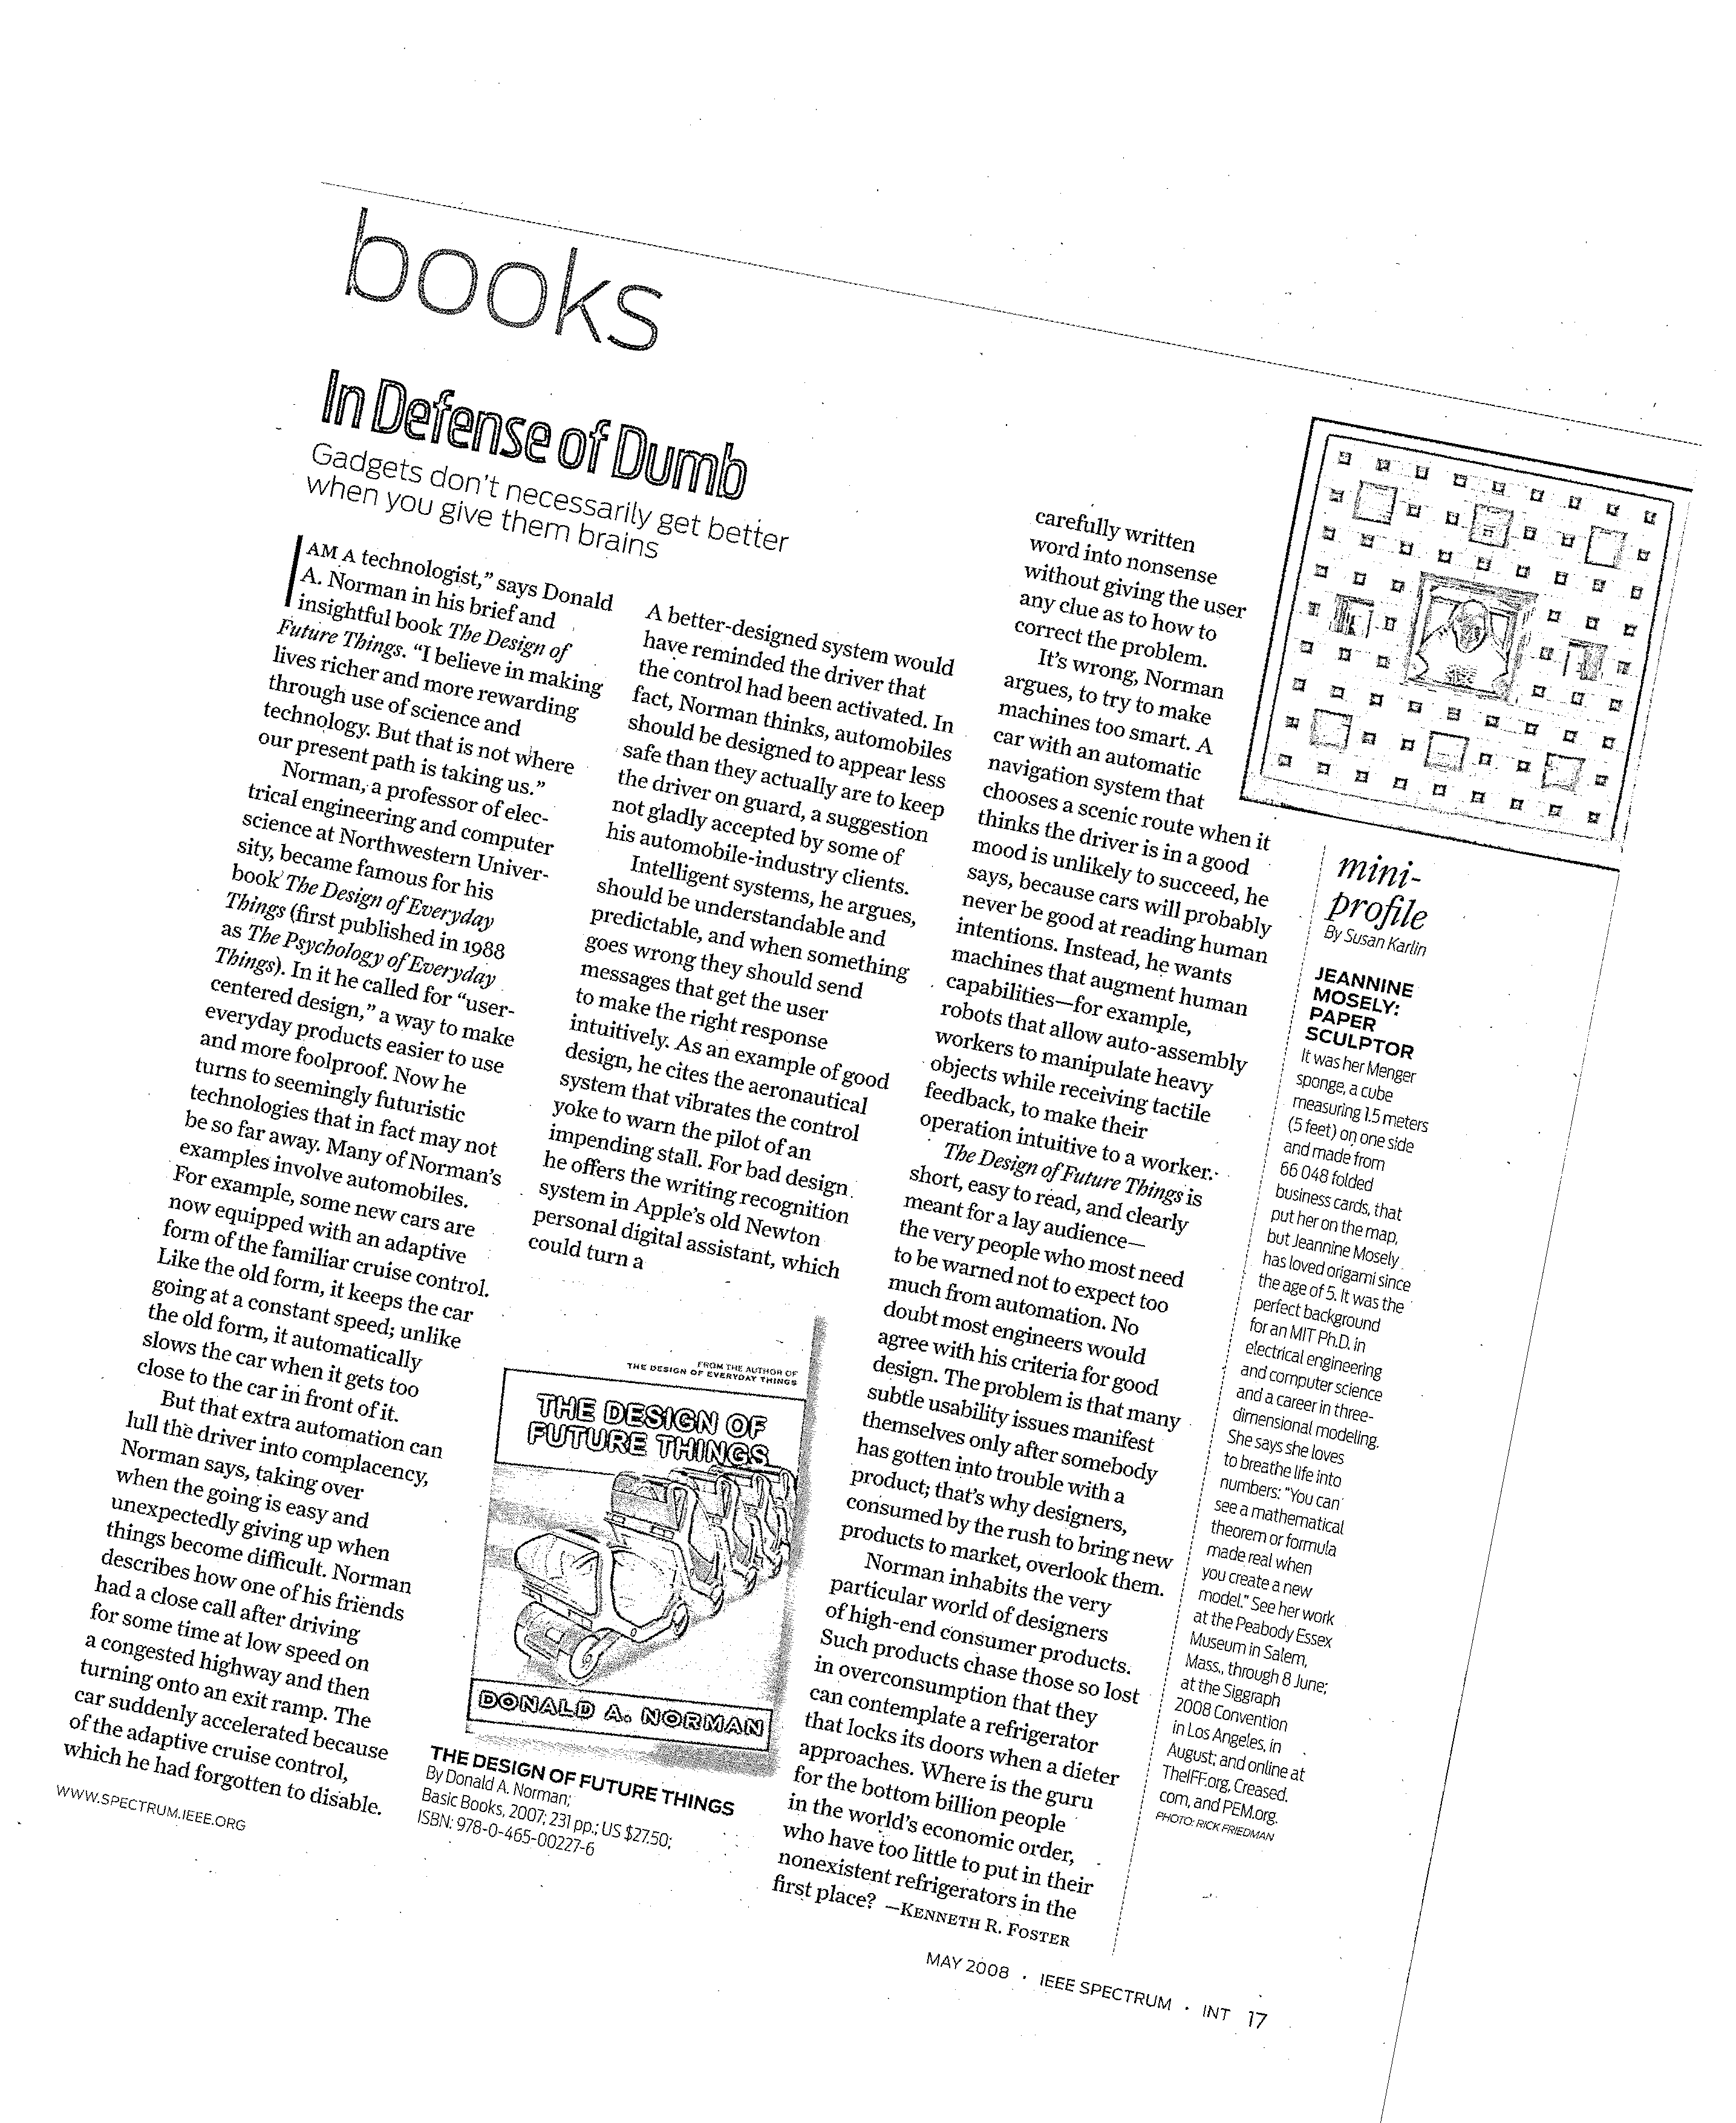 books
In Defense of Dumb
Gadgets don't necessarily get better
when you give them brains
I AM A technologist," says Donald
A. Norman in his brief and
insightful book The Design of
Future Things. "I believe in making
lives richer and more rewarding
through use of science and
technology. But that is not where
our present path is taking us."
Norman, a professor of elec-
trical engineering and computer
science at Northwestern Univer-
sity, became famous for his
book The Design of Everyday
Things (first published in 1988
as The Psychology of Everyday
Things). In it he called for "user-
centered design," a way to make
everyday products easier to use
and more foolproof. Now he
turns to seemingly futuristic
technologies that in fact may not
be so far away. Many of Norman's
examples involve automobiles.
For example, some new cars are
now equipped with an adaptive
form of the familiar cruise control.
Like the old form, it keeps the car
going at a constant speed; unlike
the old form, it automatically
slows the car when it gets too
close to the car in front of it.
But that extra automation can
lull the driver into complacency,
Norman says, taking over
when the going is easy and
unexpectedly giving up when
things become difficult. Norman
describes how one of his friends
had a close call after driving
for some time at low speed on
a congested highway and then
turning onto an exit ramp. The
car suddenly accelerated because
of the adaptive cruise control,
which he had forgotten to disable.
A better-designed system would
have reminded the driver that
the control had been activated. In
fact, Norman thinks, automobiles
should be designed to appear less
safe than they actually are to keep
the driver on guard, a suggestion
not gladly accepted by some of
his automobile-industry clients.
Intelligent systems, he argues,
should be understandable and
predictable, and when something
goes wrong they should send
messages that get the user
to make the right response
intuitively. As an example of good
design, he cites the aeronautical
system that vibrates the control
yoke to warn the pilot of an
impending stall. For bad design
he offers the writing recognition
system in Apple's old Newton
personal digital assistant, which
could turn a
FROM THE AUTHOR OF
THE DESIGN OF EVERYDAY THINGS
THE DESIGN OF
FUTURE THINGS
DONALD A. NORMAN
THE DESIGN OF FUTURE THINGS
By Donald A. Norman;
Basic Books, 2007; 231 pp.; US $27.50;
ISBN: 978-0-465-00227-6
carefully written
word into nonsense
without giving the user
any clue as to how to
correct the problem.
It's wrong, Norman
argues, to try to make
machines too smart. A
car with an automatic
navigation system that
chooses a scenic route when it
thinks the driver is in a good
mood is unlikely to succeed, he
says, because cars will probably
never be good at reading human
intentions. Instead, he wants
machines that augment human
capabilities—for example,
robots that allow auto-assembly
workers to manipulate heavy
objects while receiving tactile
feedback, to make their
operation intuitive to a worker.
The Design of Future Things is
short, easy to read, and clearly
meant for a lay audience—
the very people who most need
to be warned not to expect too
much from automation. No
doubt most engineers would
agree with his criteria for good
design. The problem is that many
subtle usability issues manifest
themselves only after somebody
has gotten into trouble with a
product; that's why designers,
consumed by the rush to bring new
products to market, overlook them.
Norman inhabits the very
particular world of designers
of high-end consumer products.
Such products chase those so lost
in overconsumption that they
can contemplate a refrigerator
that locks its doors when a dieter
approaches. Where is the guru
for the bottom billion people
in the world's economic order,
who have too little to put in their
nonexistent refrigerators in the
first place? —KENNETH R. FOSTER
mini-
profile
By Susan Karlin
JEANNINE
MOSELY:
PAPER
SCULPTOR
It was her Menger
sponge, a cube
measuring 1.5 meters
(5 feet) on one side
and made from
66 048 folded
business cards, that
put her on the map,
but Jeannine Mosely
has loved origami since
the age of 5. It was the
perfect background
for an MIT Ph.D. in
electrical engineering
and computer science
and a career in three-
dimensional modeling.
She says she loves
to breathe life into
numbers: "You can
see a mathematical
theorem or formula
made real when
you create a new
model." See her work
at the Peabody Essex
Museum in Salem,
Mass., through 8 June;
at the Siggraph
2008 Convention
in Los Angeles, in
August; and online at
TheIFF.org, Creased.
com, and PEM.org.
PHOTO: RICK FRIEDMAN
WWW.SPECTRUM.IEEE.ORG
MAY 2008 • IEEE SPECTRUM • INT 17